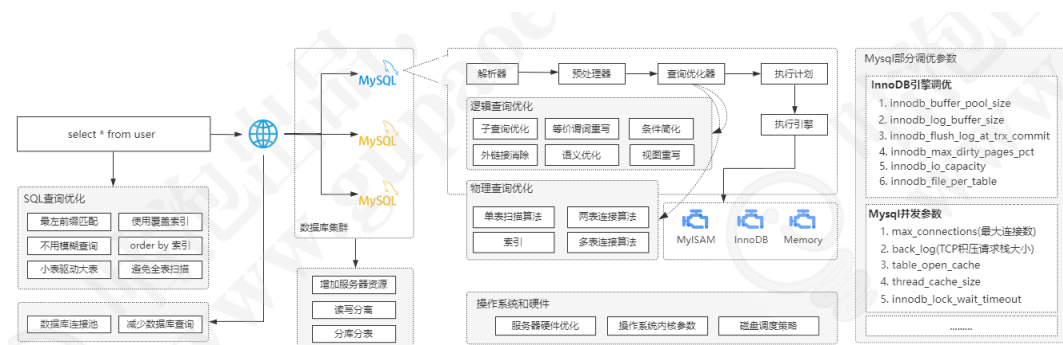 select * from user
SQL查询优化
最左前缀匹配
使用覆盖索引
不用模糊查询
order by 索引
小表驱动大表
避免全表扫描
数据库连接池
减少数据库查询
MySQL
MySQL
MySQL
数据库集群
增加服务器资源
读写分离
分库分表
解析器
预处理器
查询优化器
执行计划
执行引擎
逻辑查询优化
子查询优化
等价谓词重写
条件简化
外链接消除
语义优化
视图重写
物理查询优化
单表扫描算法
两表连接算法
索引
多表连接算法
MyISAM
InnoDB
Memory
操作系统和硬件
服务器硬件优化
操作系统内核参数
磁盘调度策略
Mysql部分调优参数
InnoDB引擎调优
1. innodb_buffer_pool_size
2. innodb_log_buffer_size
3. innodb_flush_log_at_trx_commit
4. innodb_max_dirty_pages_pct
5. innodb_io_capacity
6. innodb_file_per_table
Mysql并发参数
1. max_connections(最大连接数)
2. back_log(TCP积压请求栈大小)
3. table_open_cache
4. thread_cache_size
5. innodb_lock_wait_timeout
.........